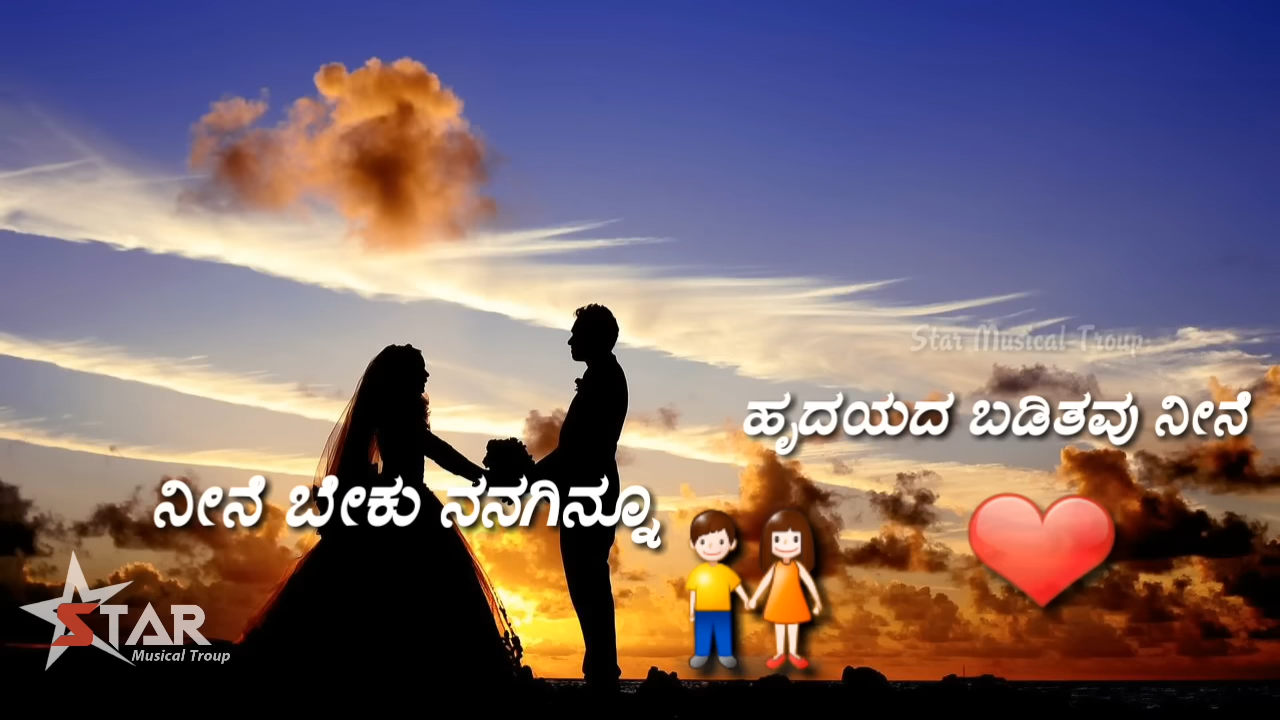 Star Musical Troup
ಹೃದಯದ ಬಡಿತವು ನೀನೆ
ನೀನೆ ಬೇಕು ನನಗಿನ್ನೂ
STAR
Musical Troup